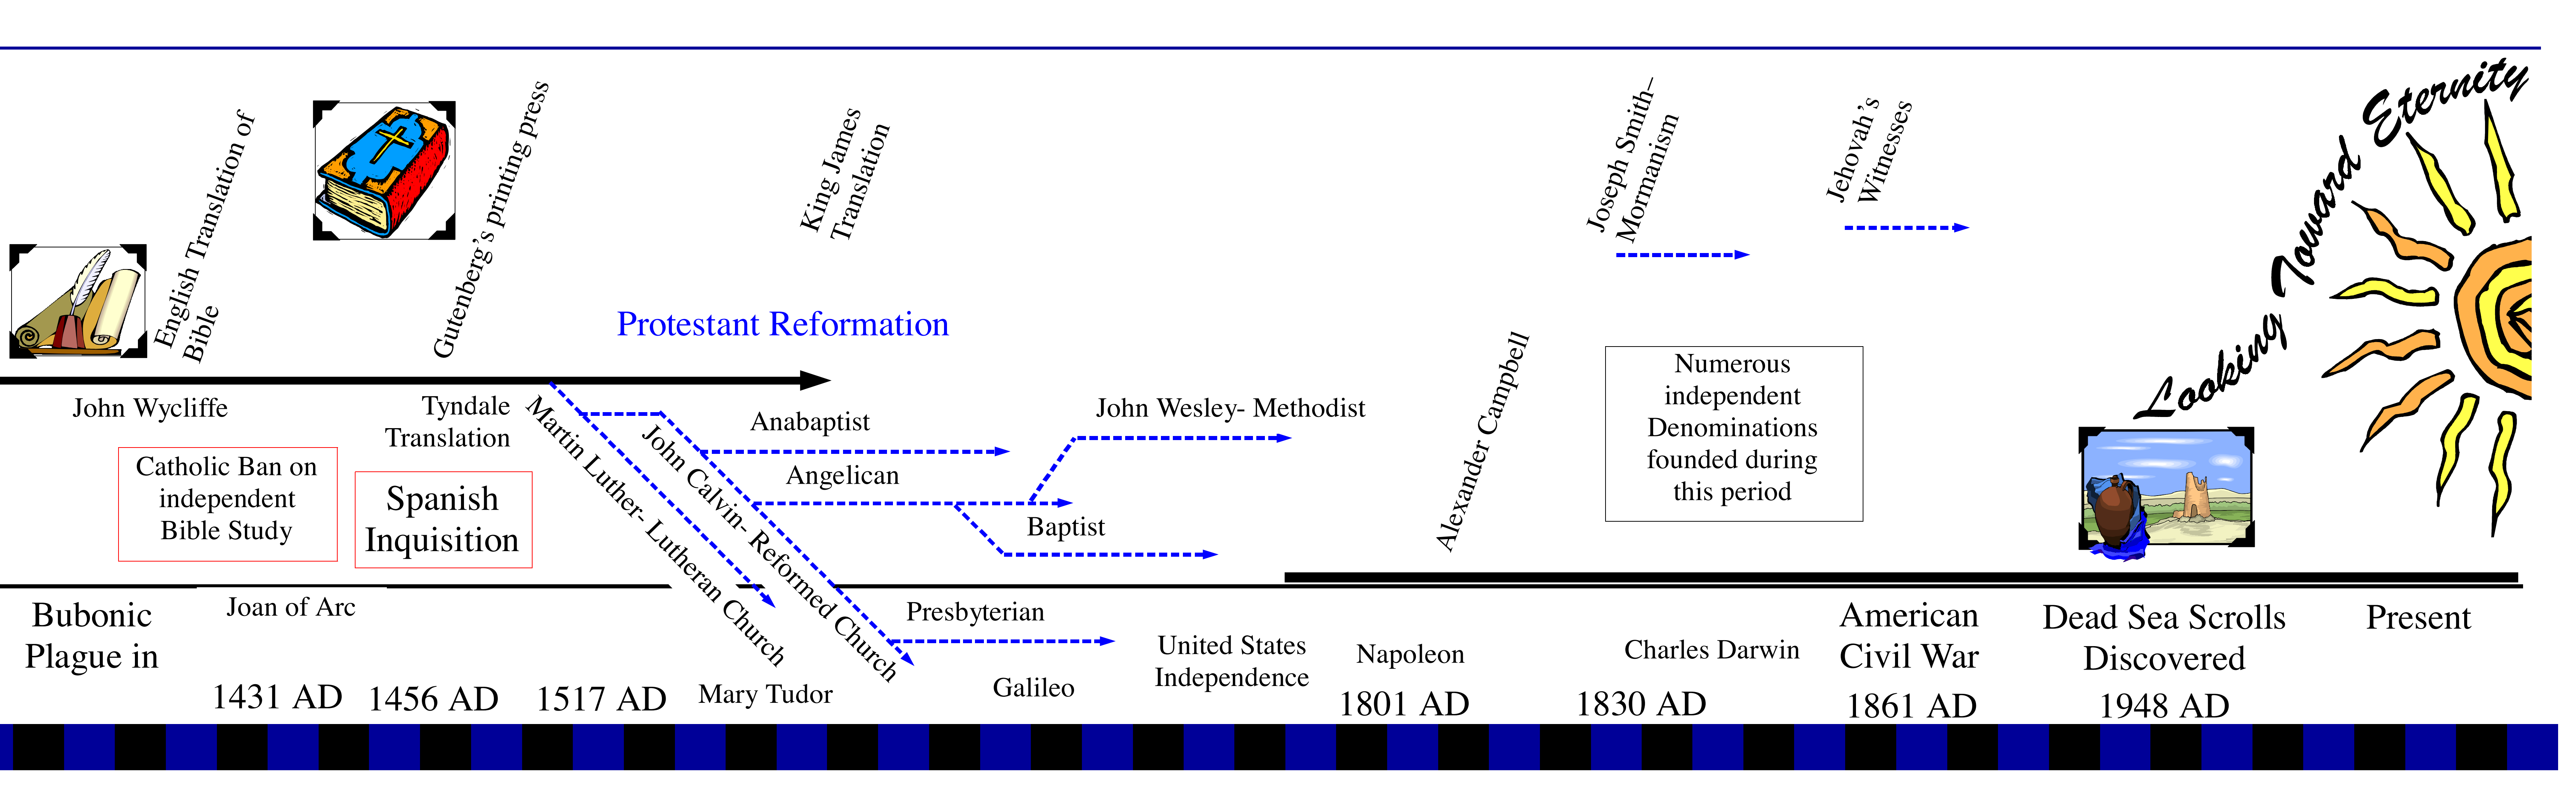 English Translation of
Bible
Gutenberg's printing press
King James
Translation
Joseph Smith–
Mormanism
Jehovah's
Witnesses
Looking Toward Eternity
Protestant Reformation
John Wycliffe
Tyndale
Translation
Catholic Ban on
independent
Bible Study
Spanish
Inquisition
Martin Luther- Lutheran Church
John Calvin- Reformed Church
Anabaptist
Angelican
John Wesley- Methodist
Baptist
Presbyterian
Alexander Campbell
Numerous
independent
Denominations
founded during
this period
Bubonic
Plague in
Joan of Arc
1431 AD
1456 AD
1517 AD
Mary Tudor
Galileo
United States
Independence
Napoleon
1801 AD
Charles Darwin
1830 AD
American
Civil War
1861 AD
Dead Sea Scrolls
Discovered
1948 AD
Present